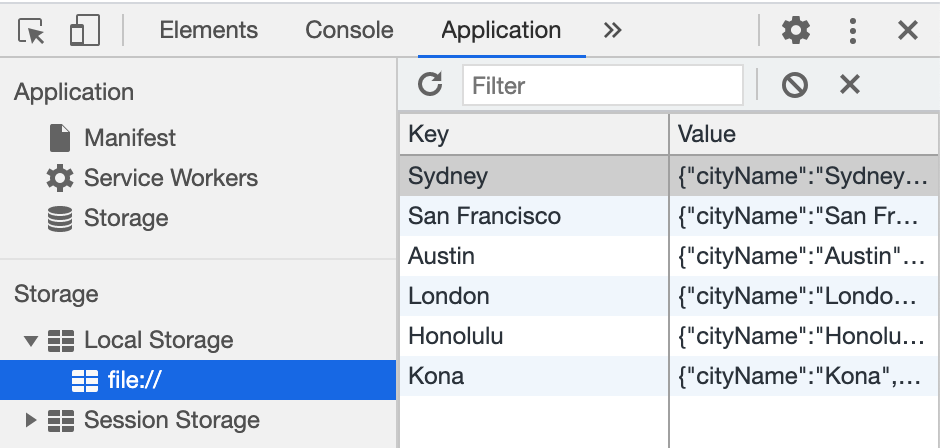 Elements Console Application »
Application
Manifest
Service Workers
Storage
Storage
Local Storage
file://
Session Storage
Filter
Key Value
Sydney {"cityName":"Sydney…
San Francisco {"cityName":"San Fr…
Austin {"cityName":"Austin"…
London {"cityName":"Londo…
Honolulu {"cityName":"Honolu…
Kona {"cityName":"Kona",…